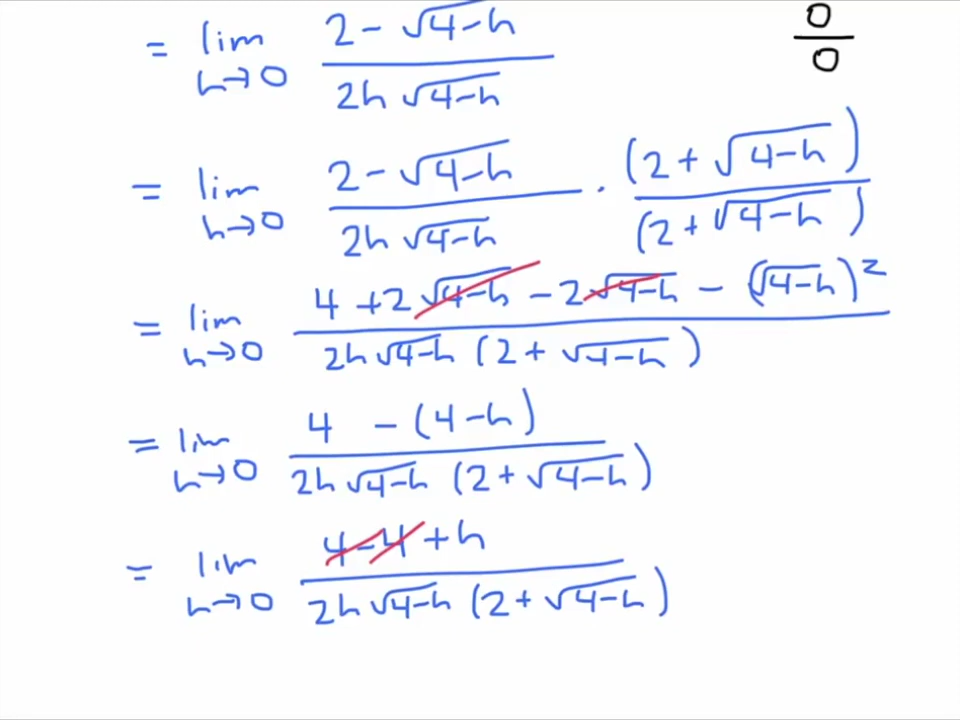 = lim h→0 (2 - √4-h) / (2h √4-h)
0/0
= lim h→0 (2 - √4-h) / (2h √4-h) · (2 + √4-h) / (2 + √4-h)
= lim h→0 (4 + 2√4-h - 2√4-h - (√4-h)²) / (2h √4-h (2 + √4-h))
= lim h→0 (4 - (4-h)) / (2h √4-h (2 + √4-h))
= lim h→0 (4 - 4 + h) / (2h √4-h (2 + √4-h))